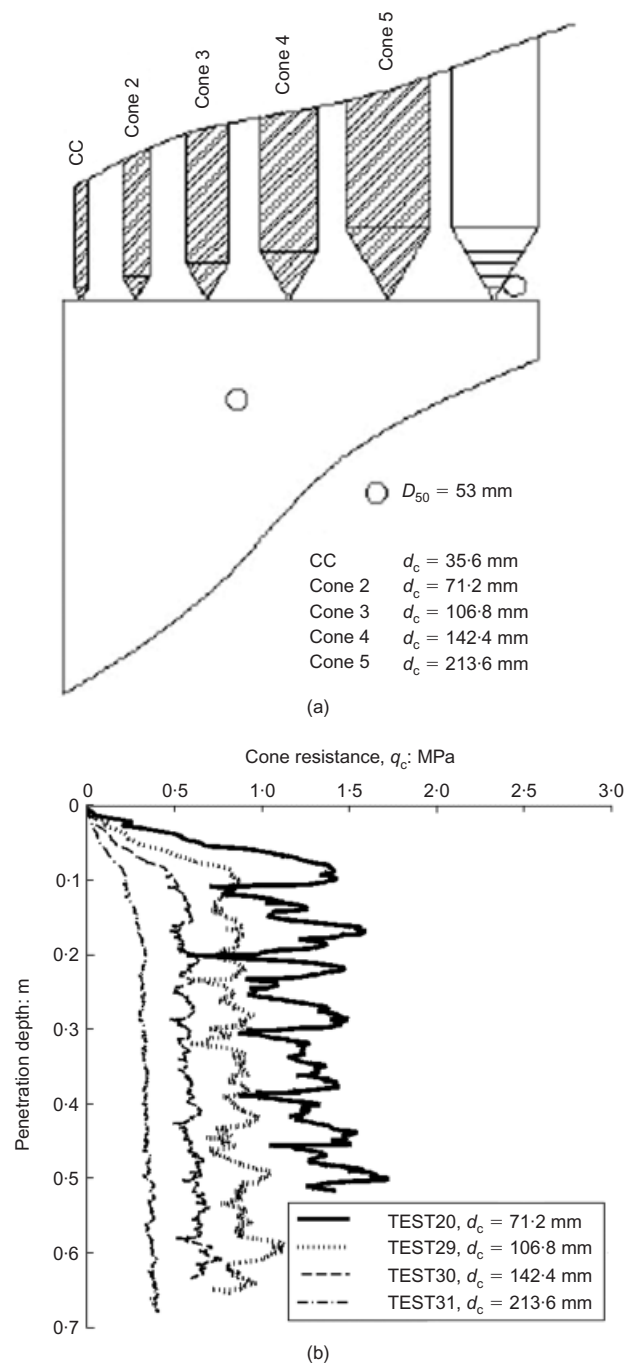 CC
Cone 2
Cone 3
Cone 4
Cone 5
D50 = 53 mm
CC dc = 35·6 mm
Cone 2 dc = 71·2 mm
Cone 3 dc = 106·8 mm
Cone 4 dc = 142·4 mm
Cone 5 dc = 213·6 mm
(a)
Cone resistance, qc: MPa
0 0·5 1·0 1·5 2·0 2·5 3·0
0
0·1
0·2
0·3
0·4
0·5
0·6
0·7
Penetration depth: m
TEST20, dc = 71·2 mm
TEST29, dc = 106·8 mm
TEST30, dc = 142·4 mm
TEST31, dc = 213·6 mm
(b)